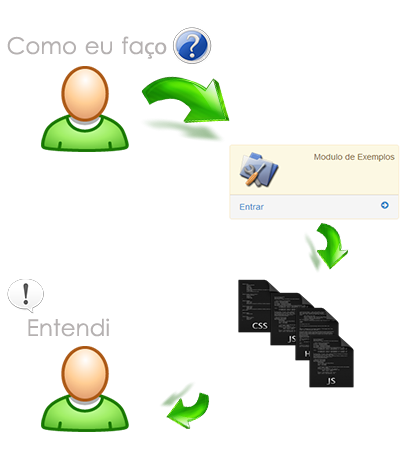 Como eu faço ?
Modulo de Exemplos
Entrar
CSS
JS
JS
!
Entendi